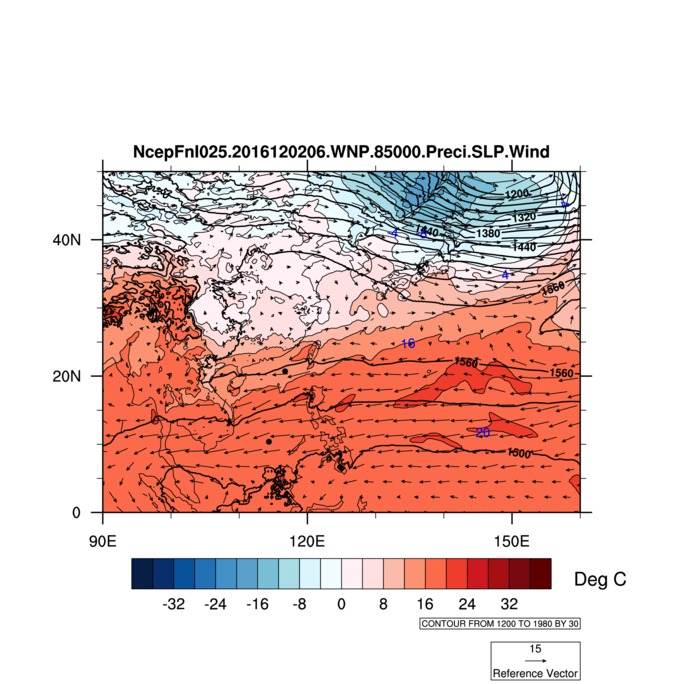 NcepFnl025.2016120206.WNP.85000.Preci.SLP.Wind
1200
1320
1380
1440
1440
40N
4
1560
16
1560
1560
20N
20
1500
0
90E 120E 150E
Deg C
-32 -24 -16 -8 0 8 16 24 32
CONTOUR FROM 1200 TO 1980 BY 30
15
Reference Vector